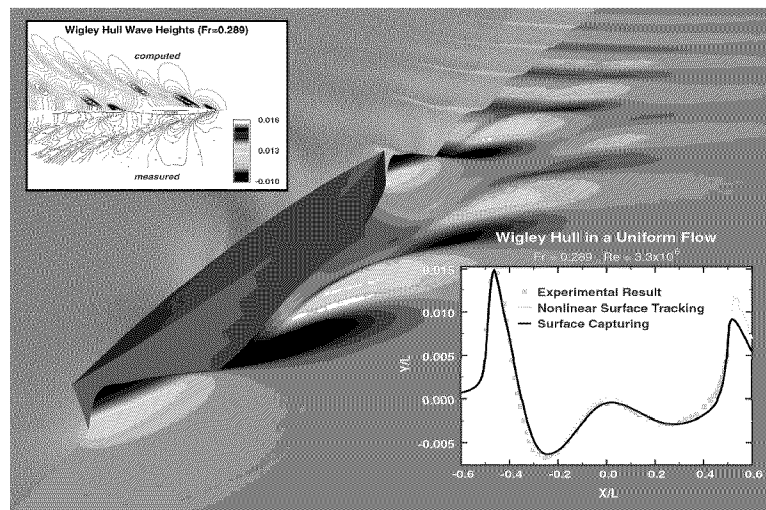 Wigley Hull Wave Heights (Fr=0.289)
computed
0.016
0.013
-0.010
measured
Wigley Hull in a Uniform Flow
Fr = 0.289 Re = 3.3x10^6
0.015
0.010
0.005
0.000
-0.005
Y/L
Experimental Result
Nonlinear Surface Tracking
Surface Capturing
-0.6 -0.4 -0.2 0.0 0.2 0.4 0.6
X/L